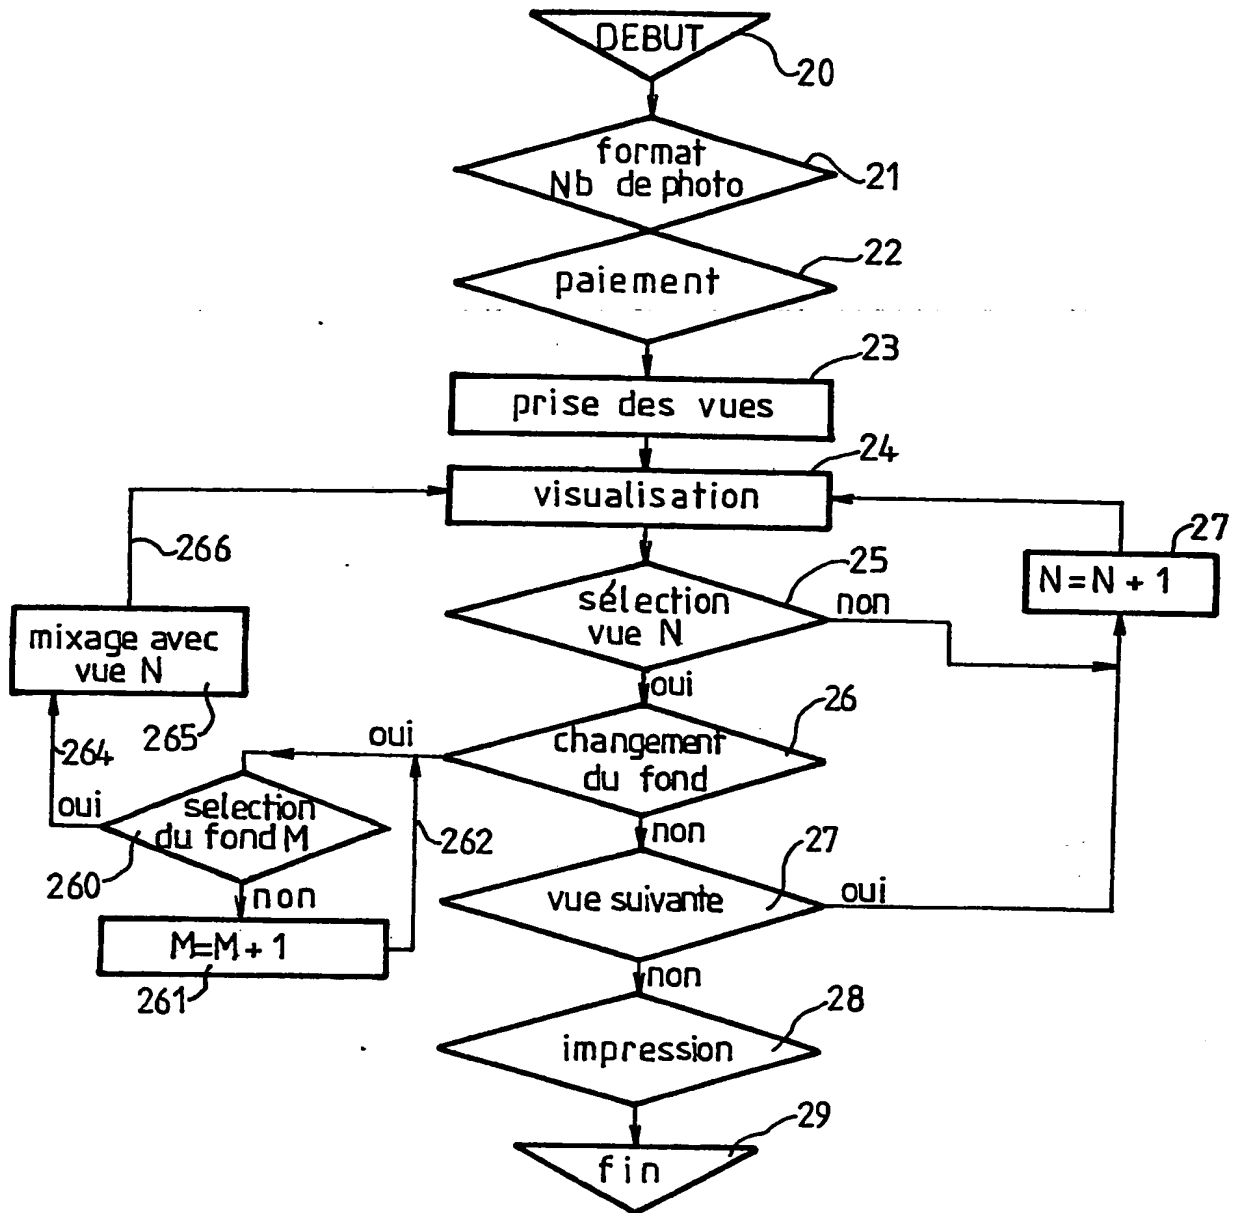 DEBUT
20
format
Nb de photo
21
paiement
22
23
prise des vues
24
visualisation
266
27
N=N+1
25
sélection
vue N
non
mixage avec
vue N
265
oui
26
264
oui
changement
du fond
oui
selection
du fond M
260
262
non
non
27
vue suivante
oui
M=M+1
261
non
28
impression
29
fin